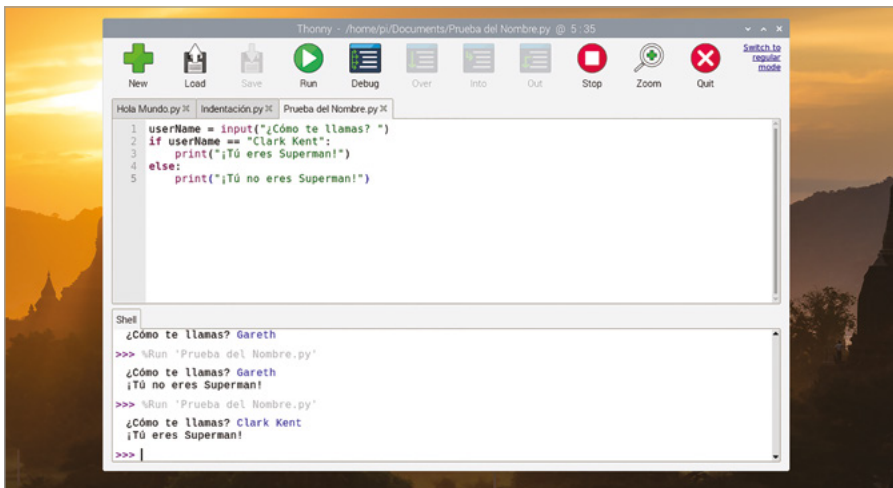 Thonny - /home/pi/Documents/Prueba del Nombre.py @ 5 : 35
New Load Save Run Debug Over Into Out Stop Zoom Quit
Switch to
regular
mode
Hola Mundo.py Indentación.py Prueba del Nombre.py
1 userName = input("¿Cómo te llamas? ")
2 if userName == "Clark Kent":
3 print("¡Tú eres Superman!")
4 else:
5 print("¡Tú no eres Superman!")
Shell
¿Cómo te llamas? Gareth
>>> %Run 'Prueba del Nombre.py'
¿Cómo te llamas? Gareth
¡Tú no eres Superman!
>>> %Run 'Prueba del Nombre.py'
¿Cómo te llamas? Clark Kent
¡Tú eres Superman!
>>>